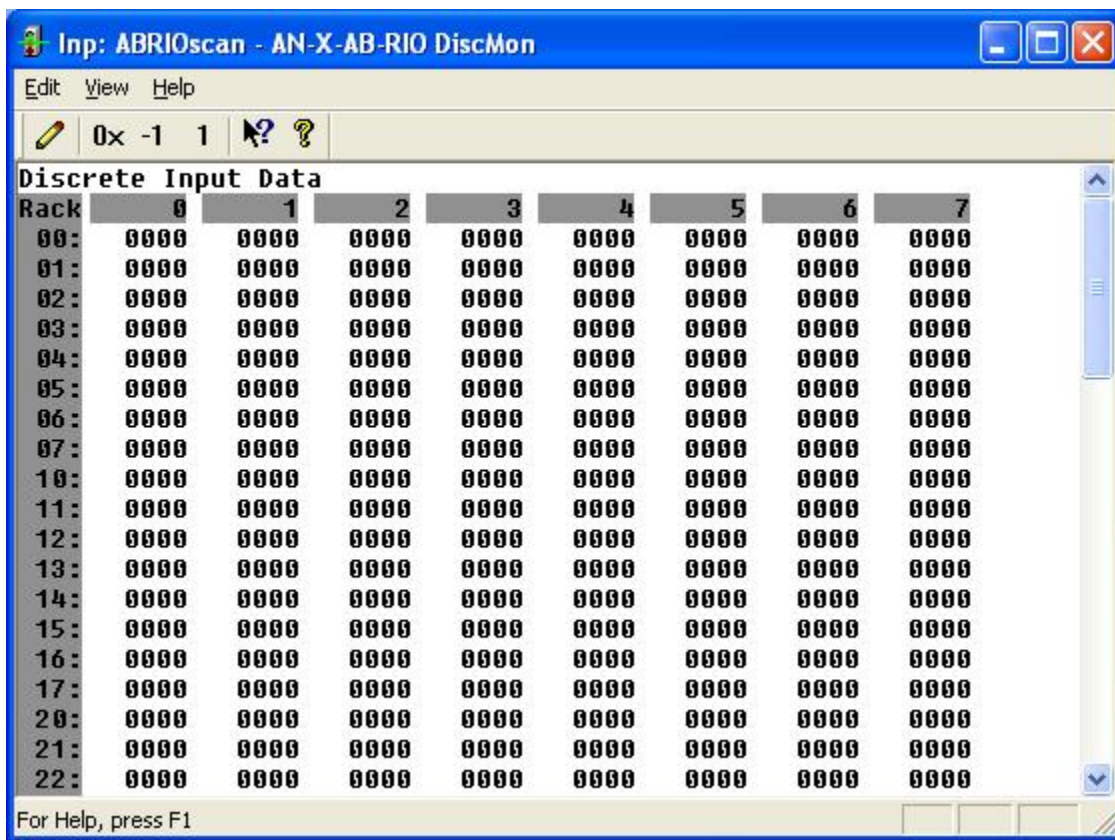 Inp: ABRIOscan - AN-X-AB-RIO DiscMon
Edit View Help
0x -1 1
Discrete Input Data
Rack 0 1 2 3 4 5 6 7
00: 0000 0000 0000 0000 0000 0000 0000 0000
01: 0000 0000 0000 0000 0000 0000 0000 0000
02: 0000 0000 0000 0000 0000 0000 0000 0000
03: 0000 0000 0000 0000 0000 0000 0000 0000
04: 0000 0000 0000 0000 0000 0000 0000 0000
05: 0000 0000 0000 0000 0000 0000 0000 0000
06: 0000 0000 0000 0000 0000 0000 0000 0000
07: 0000 0000 0000 0000 0000 0000 0000 0000
10: 0000 0000 0000 0000 0000 0000 0000 0000
11: 0000 0000 0000 0000 0000 0000 0000 0000
12: 0000 0000 0000 0000 0000 0000 0000 0000
13: 0000 0000 0000 0000 0000 0000 0000 0000
14: 0000 0000 0000 0000 0000 0000 0000 0000
15: 0000 0000 0000 0000 0000 0000 0000 0000
16: 0000 0000 0000 0000 0000 0000 0000 0000
17: 0000 0000 0000 0000 0000 0000 0000 0000
20: 0000 0000 0000 0000 0000 0000 0000 0000
21: 0000 0000 0000 0000 0000 0000 0000 0000
22: 0000 0000 0000 0000 0000 0000 0000 0000
For Help, press F1